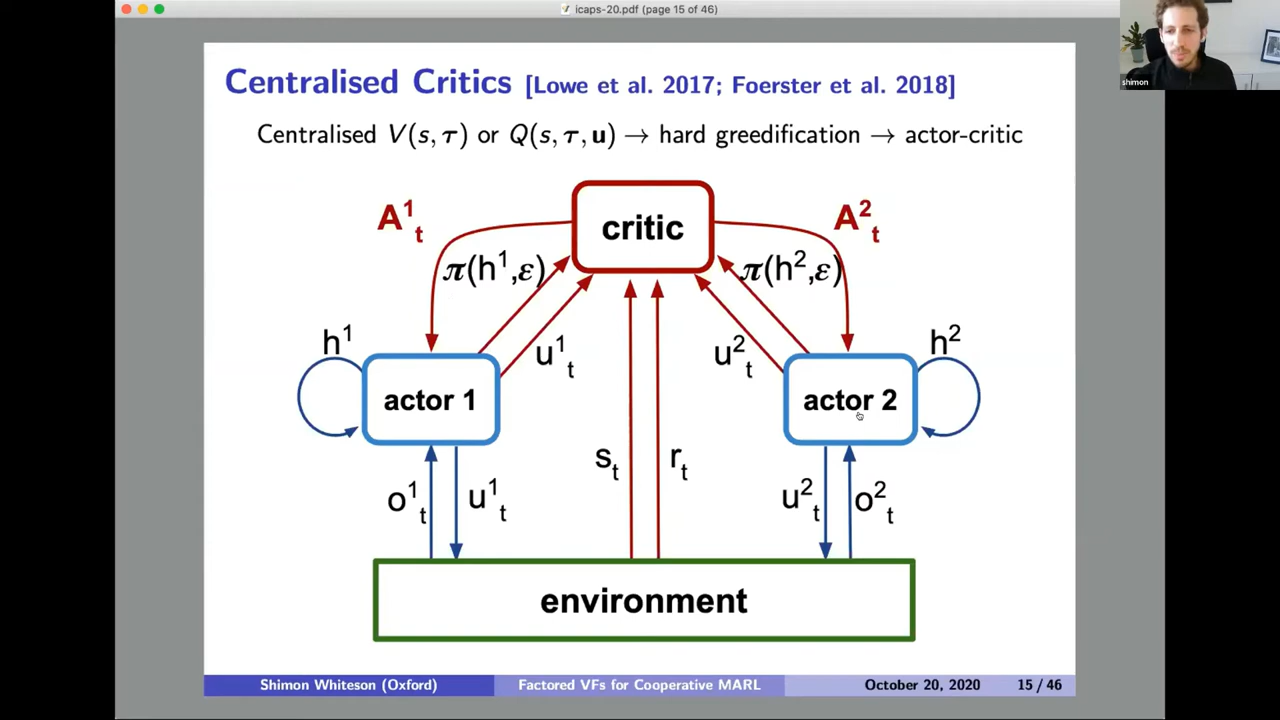 icaps-20.pdf (page 15 of 46)
shimon
Centralised Critics [Lowe et al. 2017; Foerster et al. 2018]
Centralised V(s, τ) or Q(s, τ, u) → hard greedification → actor-critic
A¹ₜ
critic
A²ₜ
π(h¹,ε)
π(h²,ε)
h¹
u¹ₜ
u²ₜ
h²
actor 1
actor 2
o¹ₜ
u¹ₜ
sₜ
rₜ
u²ₜ
o²ₜ
environment
Shimon Whiteson (Oxford)
Factored VFs for Cooperative MARL
October 20, 2020
15 / 46